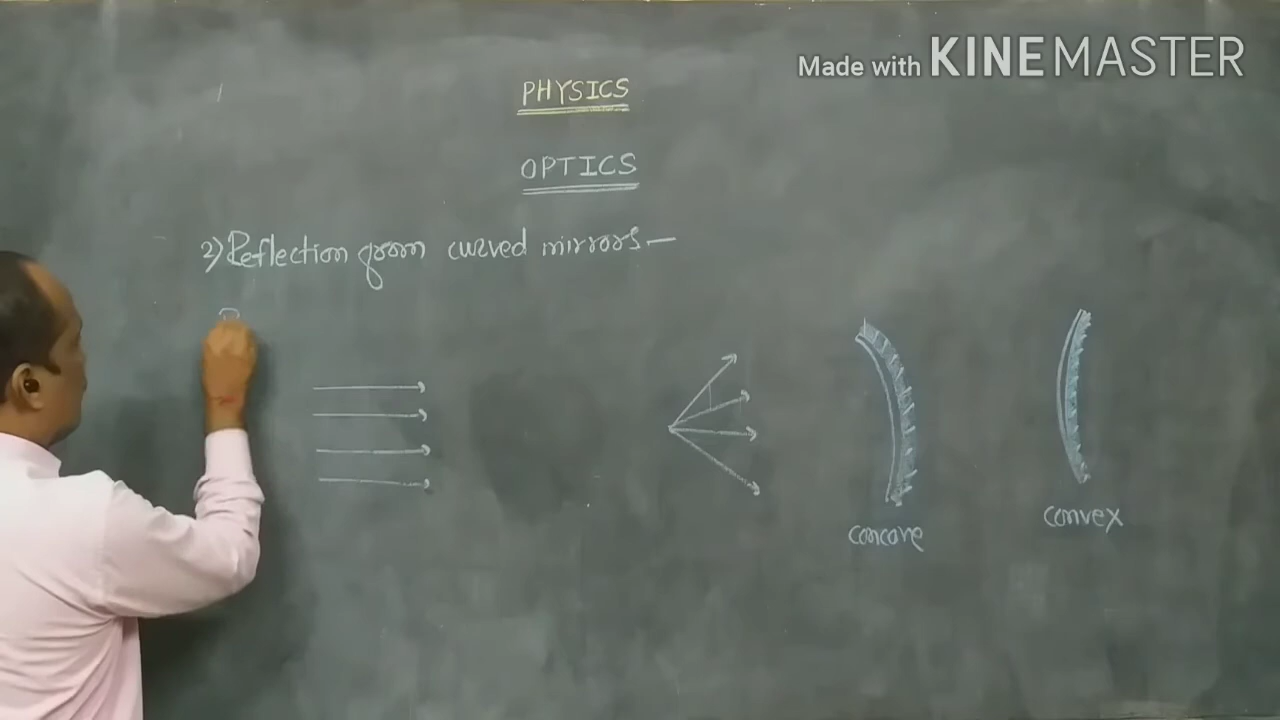 Made with KINEMASTER
PHYSICS
OPTICS
2) Reflection from curved mirrors—
concave
convex